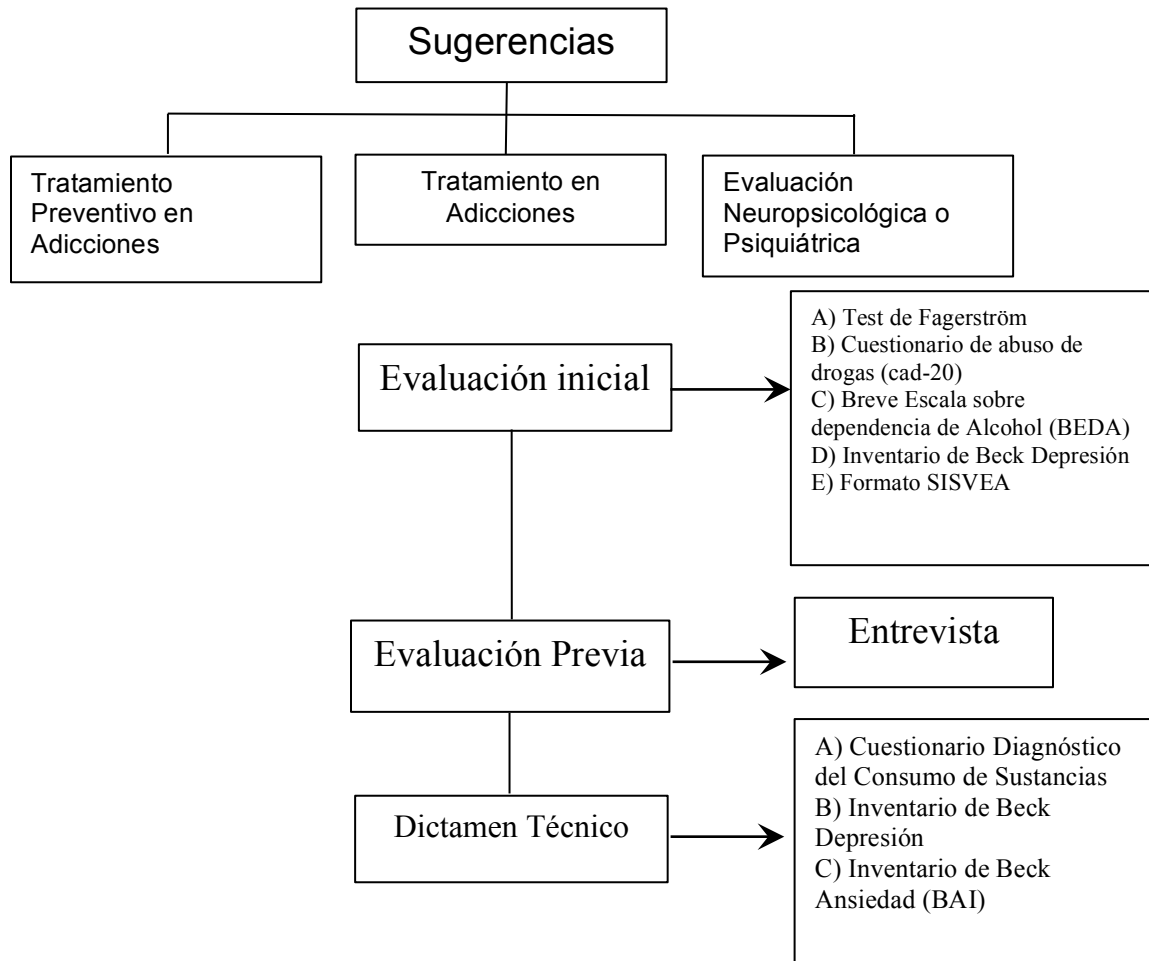 Sugerencias
Tratamiento
Preventivo en
Adicciones
Tratamiento en
Adicciones
Evaluación
Neuropsicológica o
Psiquiátrica
Evaluación inicial
A) Test de Fagerström
B) Cuestionario de abuso de
drogas (cad-20)
C) Breve Escala sobre
dependencia de Alcohol (BEDA)
D) Inventario de Beck Depresión
E) Formato SISVEA
Evaluación Previa
Entrevista
Dictamen Técnico
A) Cuestionario Diagnóstico
del Consumo de Sustancias
B) Inventario de Beck
Depresión
C) Inventario de Beck
Ansiedad (BAI)